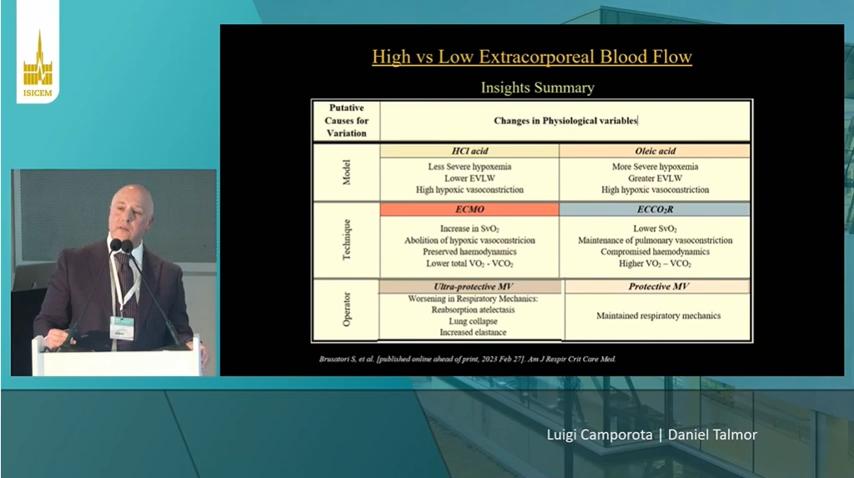 ISICEM
High vs Low Extracorporeal Blood Flow
Insights Summary
Putative
Causes for
Variation
Changes in Physiological variables
Model
HCl acid
Less Severe hypoxemia
Lower EVLW
High hypoxic vasoconstriction
Oleic acid
More Severe hypoxemia
Greater EVLW
High hypoxic vasoconstriction
Technique
ECMO
Increase in SvO₂
Abolition of hypoxic vasoconstricion
Preserved haemodynamics
Lower total VO₂ - VCO₂
ECCO₂R
Lower SvO₂
Maintenance of pulmonary vasoconstriction
Compromised haemodynamics
Higher VO₂ – VCO₂
Operator
Ultra-protective MV
Worsening in Respiratory Mechanics:
Reabsorption atelectasis
Lung collapse
Increased elastance
Protective MV
Maintained respiratory mechanics
Brusatori S, et al. [published online ahead of print, 2023 Feb 27]. Am J Respir Crit Care Med.
Luigi Camporota | Daniel Talmor